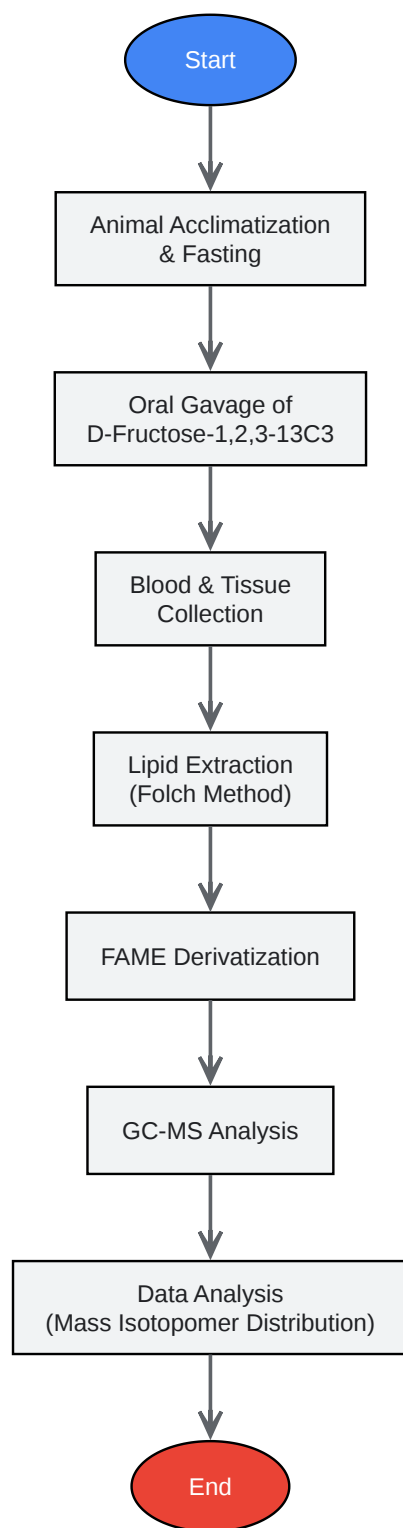 Start
Animal Acclimatization
& Fasting
Oral Gavage of
D-Fructose-1,2,3-13C3
Blood & Tissue
Collection
Lipid Extraction
(Folch Method)
FAME Derivatization
GC-MS Analysis
Data Analysis
(Mass Isotopomer Distribution)
End